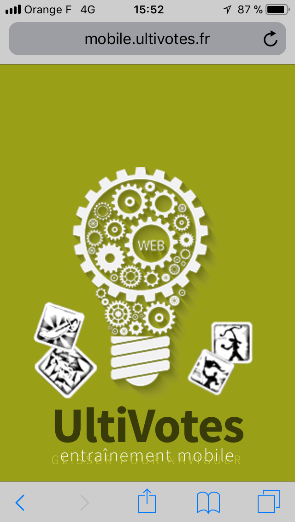 Orange F 4G 15:52 87 %
mobile.ultivotes.fr
WEB
UltiVotes
entraînement mobile